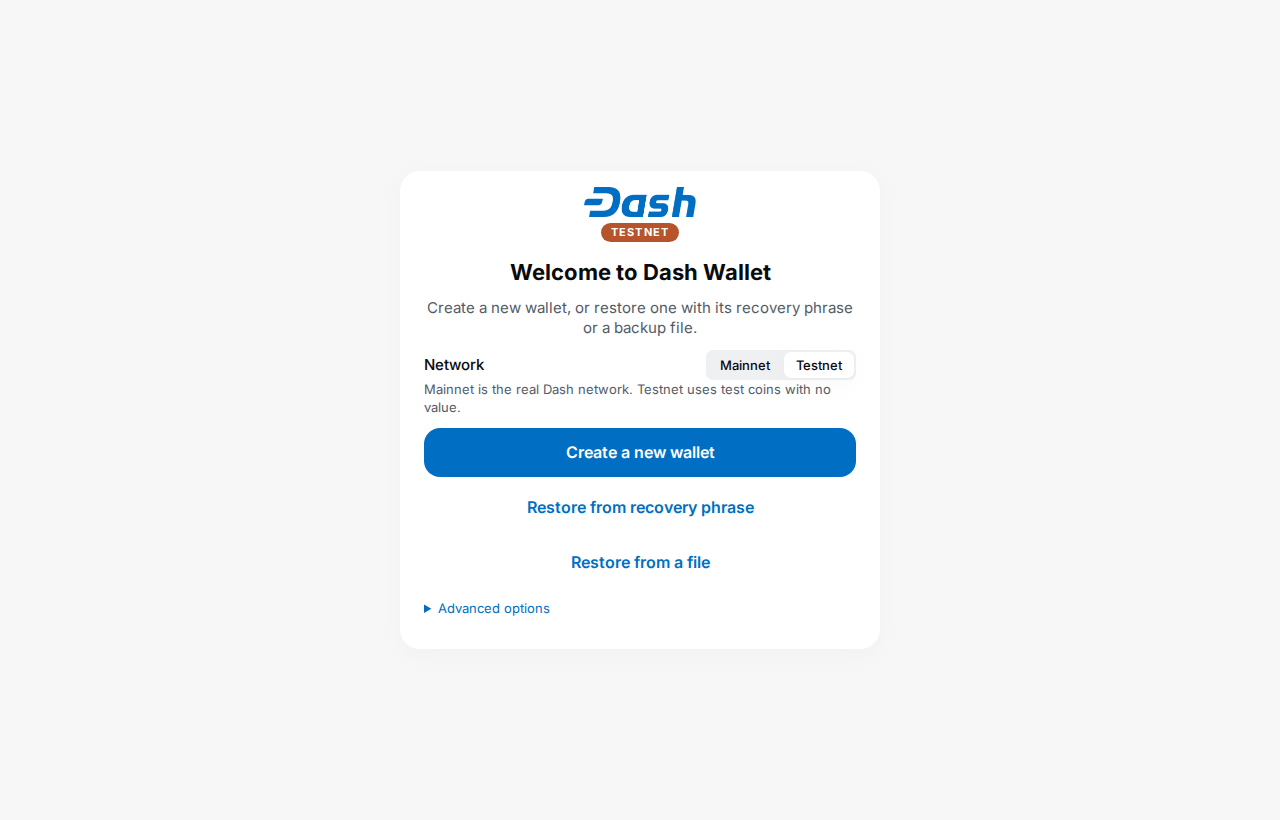 Dash
TESTNET
Welcome to Dash Wallet
Create a new wallet, or restore one with its recovery phrase
or a backup file.
Network
Mainnet
Testnet
Mainnet is the real Dash network. Testnet uses test coins with no
value.
Create a new wallet
Restore from recovery phrase
Restore from a file
Advanced options